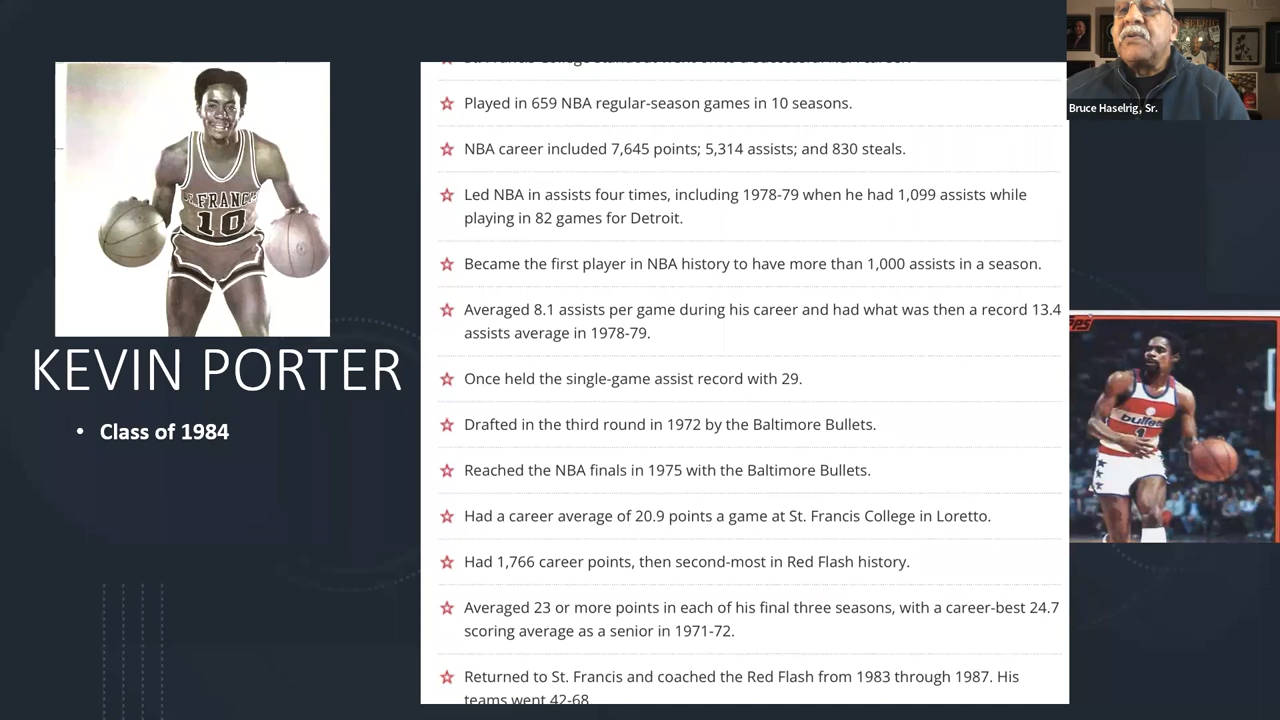 Bruce Haselrig, Sr.
KEVIN PORTER
• Class of 1984
St. Francis College standout went on to a successful NBA career.
Played in 659 NBA regular-season games in 10 seasons.
NBA career included 7,645 points; 5,314 assists; and 830 steals.
Led NBA in assists four times, including 1978-79 when he had 1,099 assists while
playing in 82 games for Detroit.
Became the first player in NBA history to have more than 1,000 assists in a season.
Averaged 8.1 assists per game during his career and had what was then a record 13.4
assists average in 1978-79.
Once held the single-game assist record with 29.
Drafted in the third round in 1972 by the Baltimore Bullets.
Reached the NBA finals in 1975 with the Baltimore Bullets.
Had a career average of 20.9 points a game at St. Francis College in Loretto.
Had 1,766 career points, then second-most in Red Flash history.
Averaged 23 or more points in each of his final three seasons, with a career-best 24.7
scoring average as a senior in 1971-72.
Returned to St. Francis and coached the Red Flash from 1983 through 1987. His
teams went 42-68.
FRANCIS
10
bullets
1